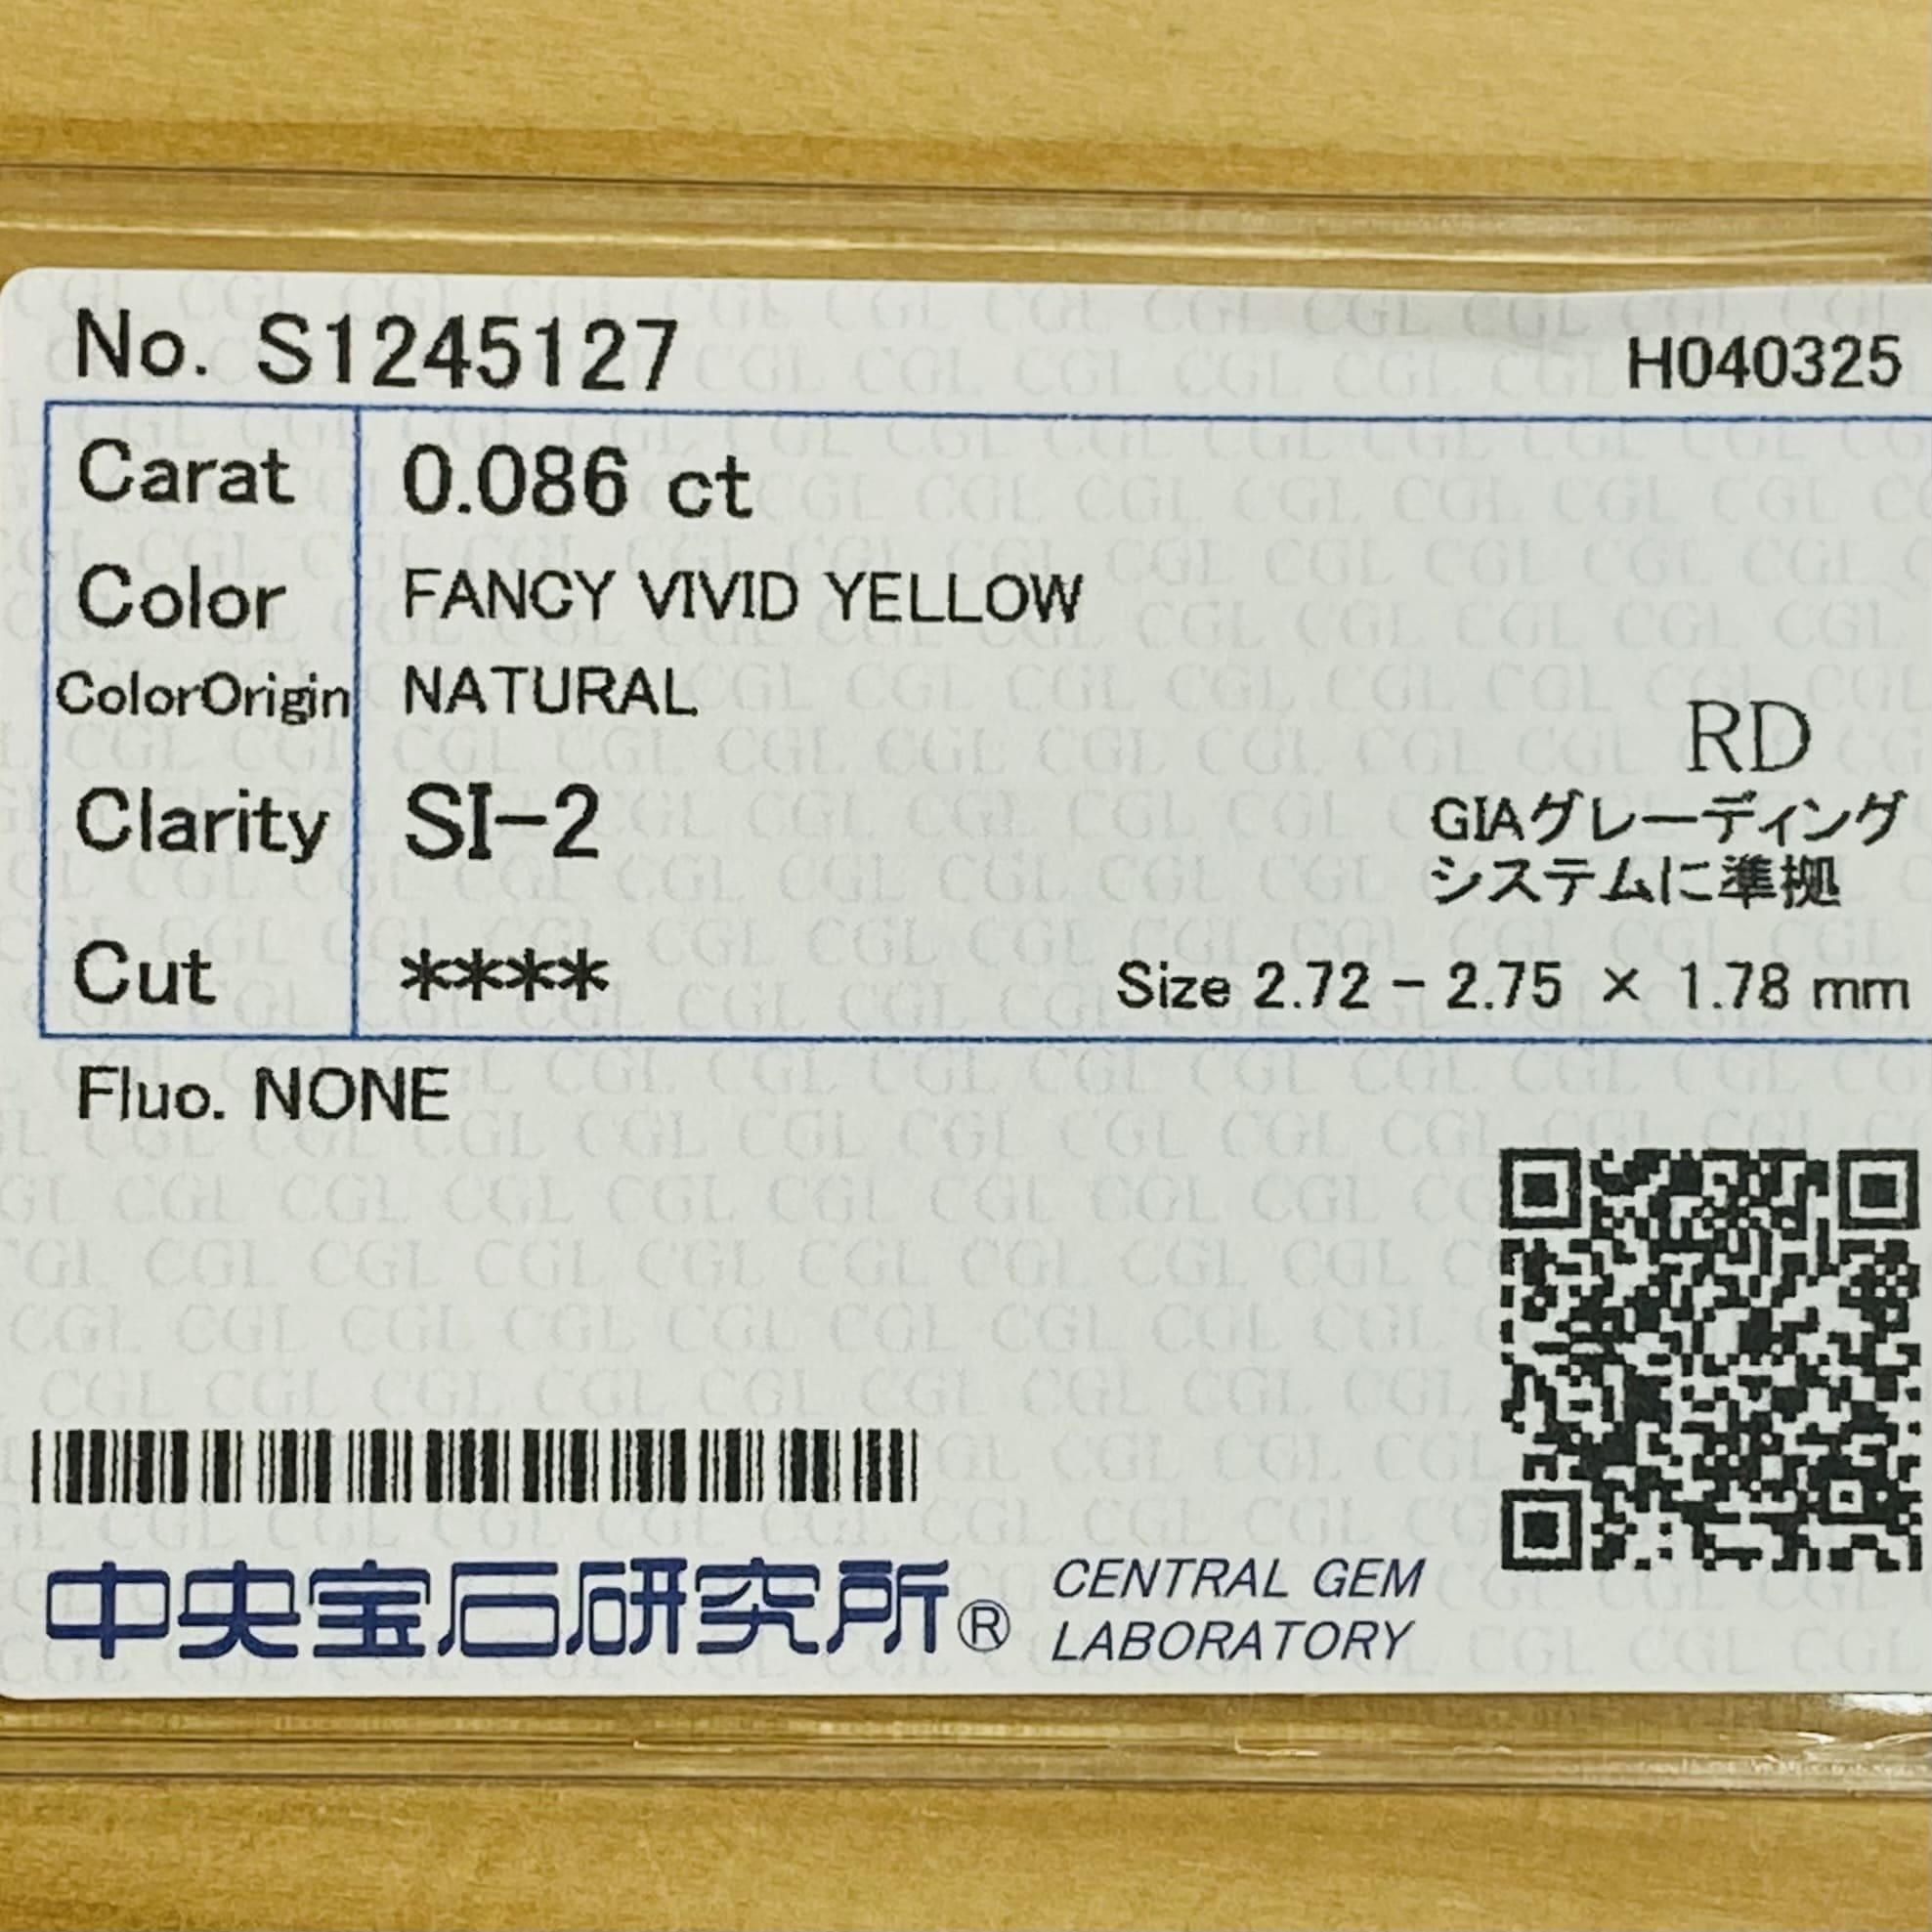 No. S1245127
H040325
Carat 0.086 ct
Color FANCY VIVID YELLOW
ColorOrigin NATURAL
RD
Clarity SI-2
GIAグレーディング
システムに準拠
Cut ****
Size 2.72 - 2.75 × 1.78 mm
Fluo. NONE
中央宝石研究所®
CENTRAL GEM
LABORATORY